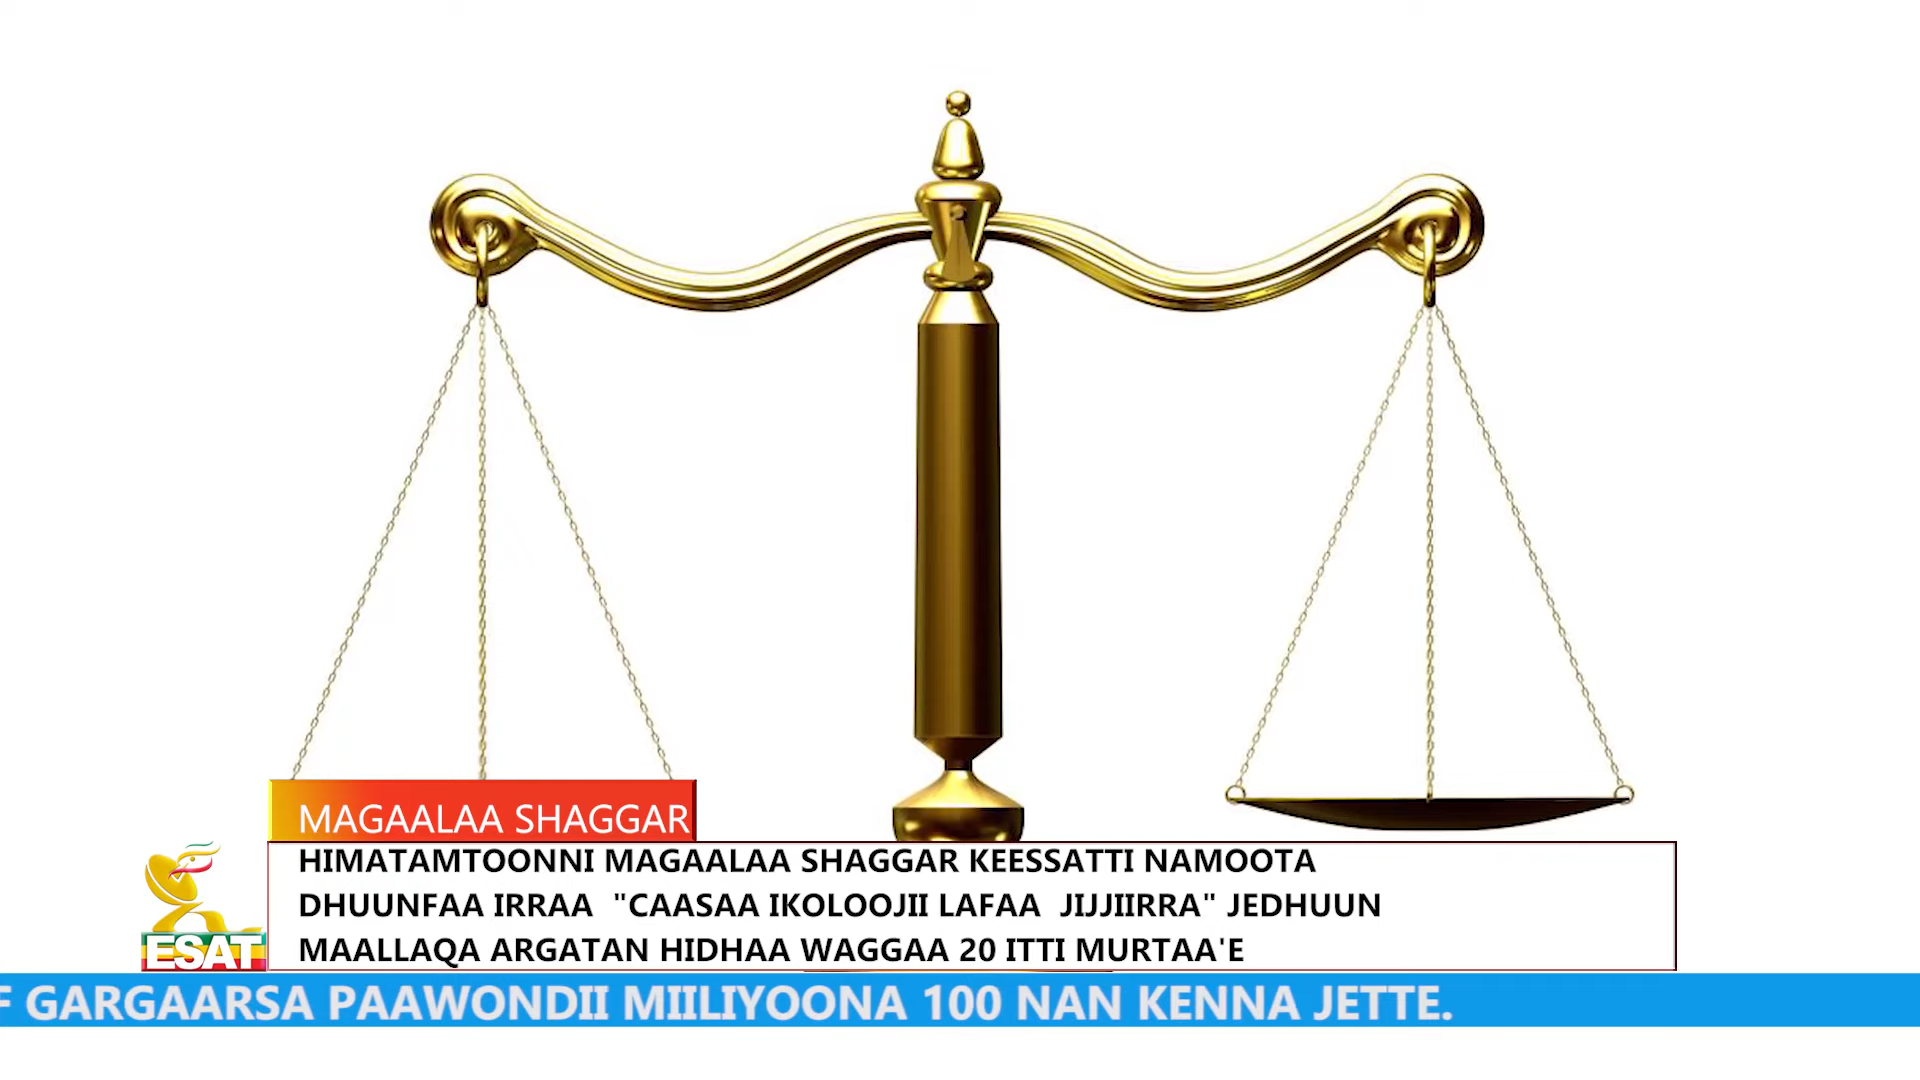 MAGAALAA SHAGGAR
HIMATAMTOONNI MAGAALAA SHAGGAR KEESSATTI NAMOOTA
DHUUNFAA IRRAA "CAASAA IKOLOOJII LAFAA JIJJIIRRA" JEDHUUN
MAALLAQA ARGATAN HIDHAA WAGGAA 20 ITTI MURTAA'E
ESAT
F GARGAARSA PAAWONDII MIILIYOONA 100 NAN KENNA JETTE.